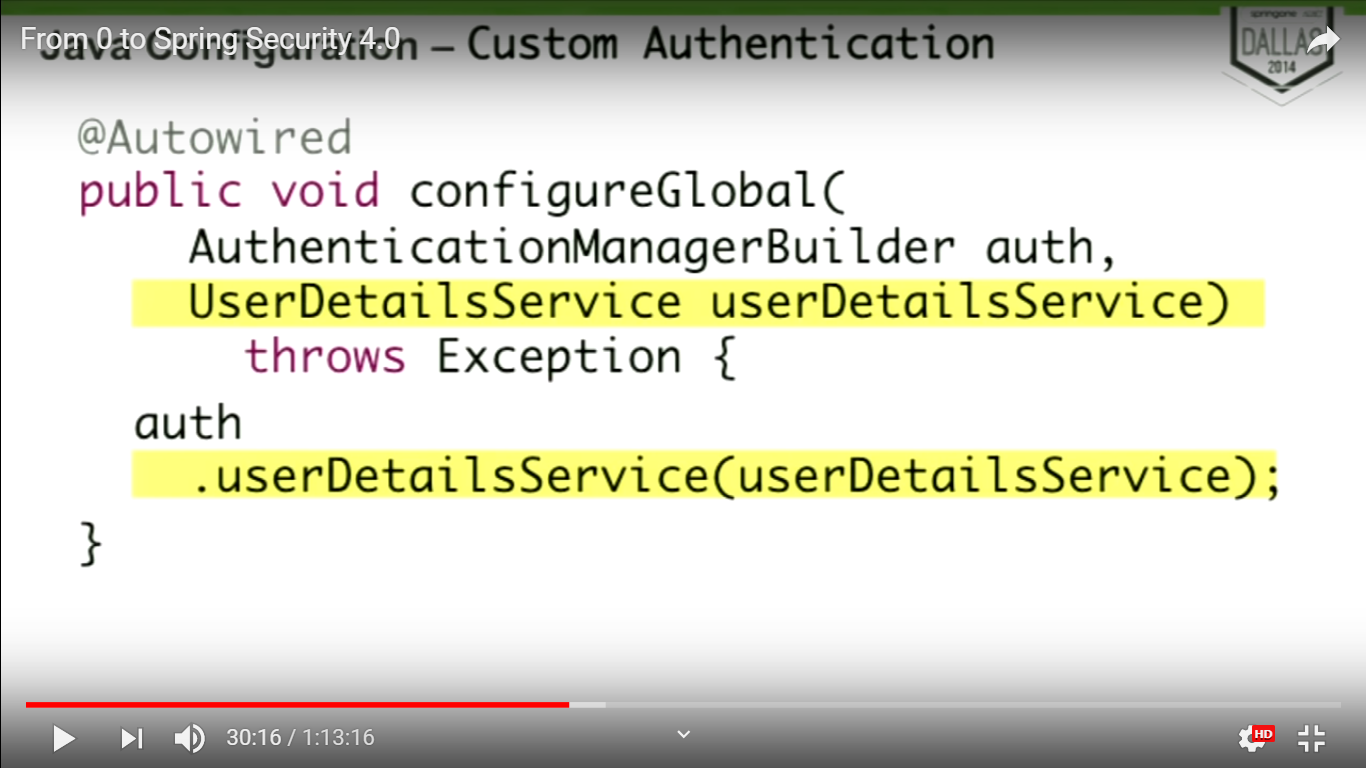 From 0 to Spring Security 4.0
Java Configuration – Custom Authentication
springone
DALLAS
2014
@Autowired
public void configureGlobal(
AuthenticationManagerBuilder auth,
UserDetailsService userDetailsService)
throws Exception {
auth
.userDetailsService(userDetailsService);
}
30:16 / 1:13:16
HD